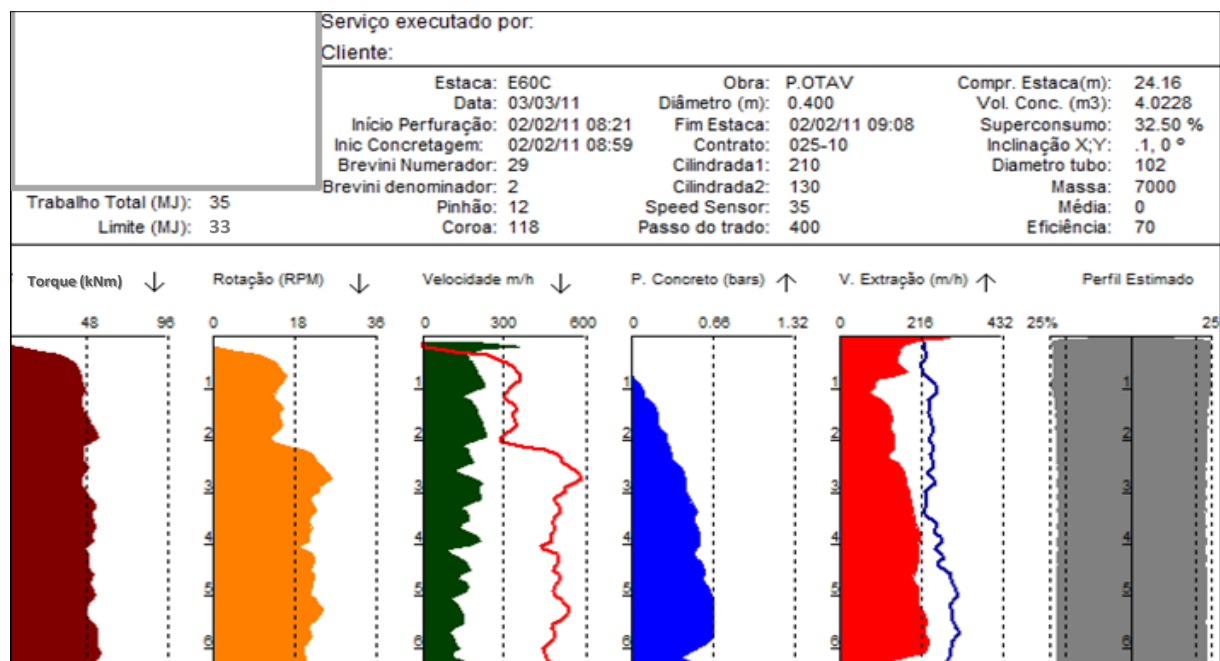 Serviço executado por:
Cliente:
Estaca: E60C Obra: P.OTAV Compr. Estaca(m): 24.16
Data: 03/03/11 Diâmetro (m): 0.400 Vol. Conc. (m3): 4.0228
Início Perfuração: 02/02/11 08:21 Fim Estaca: 02/02/11 09:08 Superconsumo: 32.50 %
Inic Concretagem: 02/02/11 08:59 Contrato: 025-10 Inclinação X;Y: .1, 0 º
Brevini Numerador: 29 Cilindrada1: 210 Diametro tubo: 102
Brevini denominador: 2 Cilindrada2: 130 Massa: 7000
Trabalho Total (MJ): 35 Pinhão: 12 Speed Sensor: 35 Média: 0
Limite (MJ): 33 Coroa: 118 Passo do trado: 400 Eficiência: 70
Torque (kNm) ↓ Rotação (RPM) ↓ Velocidade m/h ↓ P. Concreto (bars) ↑ V. Extração (m/h) ↑ Perfil Estimado
48 96 0 18 36 0 300 600 0 0.66 1.32 0 216 432 25% 25
1 1 1 1 1 1
2 2 2 2 2 2
3 3 3 3 3 3
4 4 4 4 4 4
5 5 5 5 5 5
6 6 6 6 6 6